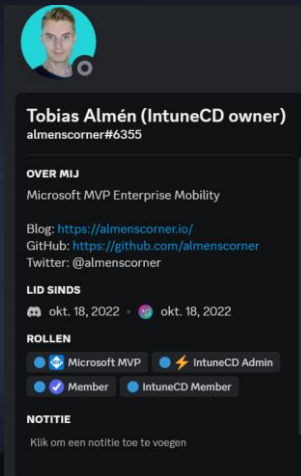 Tobias Almén (IntuneCD owner)
almenscorner#6355
OVER MIJ
Microsoft MVP Enterprise Mobility
Blog: https://almenscorner.io/
GitHub: https://github.com/almenscorner
Twitter: @almenscorner
LID SINDS
okt. 18, 2022 • okt. 18, 2022
ROLLEN
Microsoft MVP IntuneCD Admin
Member IntuneCD Member
NOTITIE
Klik om een notitie toe te voegen